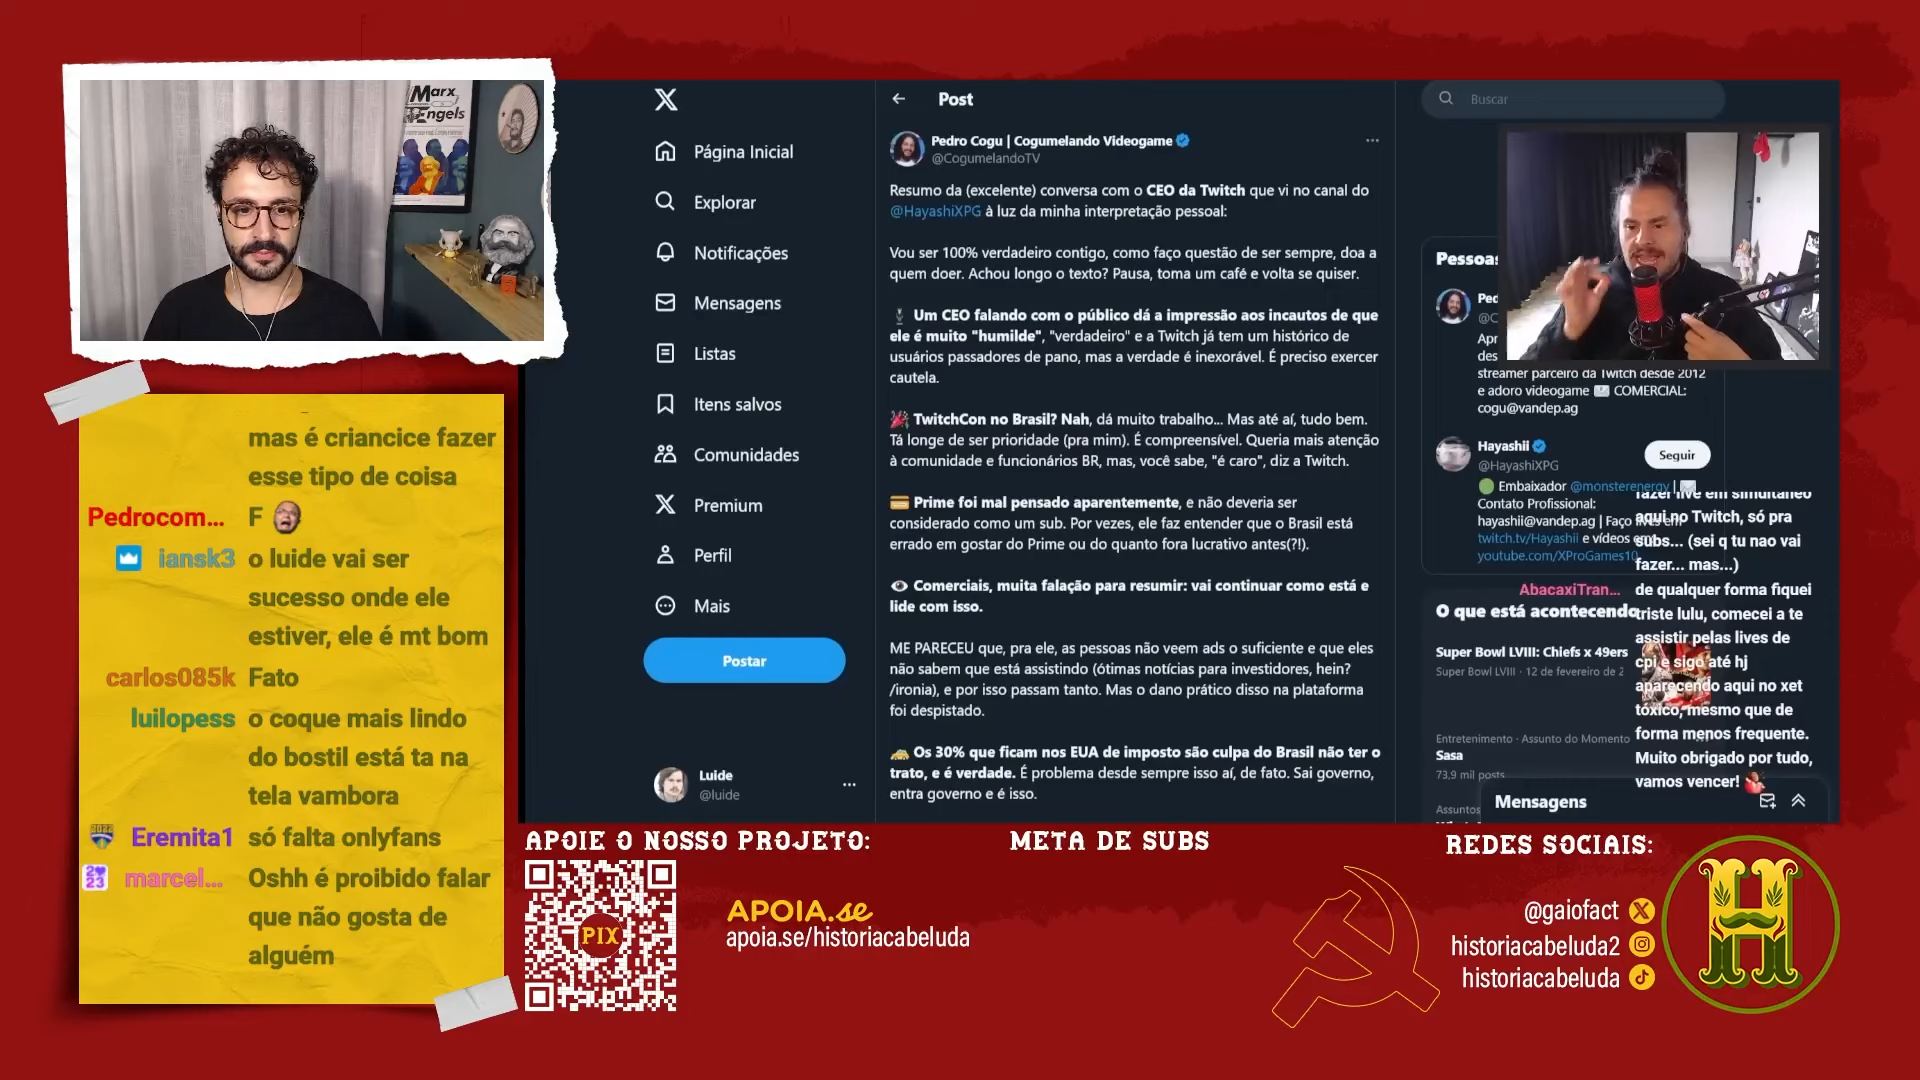 Marx
Engels
mas é criancice fazer
esse tipo de coisa
Pedrocom... F
iansk3 o luide vai ser
sucesso onde ele
estiver, ele é mt bom
carlos085k Fato
luilopess o coque mais lindo
do bostil está ta na
tela vambora
2022 Eremita1 só falta onlyfans
2023 marcel... Oshh é proibido falar
que não gosta de
alguém
Página Inicial
Explorar
Notificações
Mensagens
Listas
Itens salvos
Comunidades
Premium
Perfil
Mais
Postar
Luide
@luide
Post
Pedro Cogu | Cogumelando Videogame
@CogumelandoTV
Resumo da (excelente) conversa com o CEO da Twitch que vi no canal do
@HayashiXPG à luz da minha interpretação pessoal:
Vou ser 100% verdadeiro contigo, como faço questão de ser sempre, doa a
quem doer. Achou longo o texto? Pausa, toma um café e volta se quiser.
Um CEO falando com o público dá a impressão aos incautos de que
ele é muito "humilde", "verdadeiro" e a Twitch já tem um histórico de
usuários passadores de pano, mas a verdade é inexorável. É preciso exercer
cautela.
TwitchCon no Brasil? Nah, dá muito trabalho... Mas até aí, tudo bem.
Tá longe de ser prioridade (pra mim). É compreensível. Queria mais atenção
à comunidade e funcionários BR, mas, você sabe, "é caro", diz a Twitch.
Prime foi mal pensado aparentemente, e não deveria ser
considerado como um sub. Por vezes, ele faz entender que o Brasil está
errado em gostar do Prime ou do quanto fora lucrativo antes(?!).
Comerciais, muita falação para resumir: vai continuar como está e
lide com isso.
ME PARECEU que, pra ele, as pessoas não veem ads o suficiente e que eles
não sabem que está assistindo (ótimas notícias para investidores, hein?
/ironia), e por isso passam tanto. Mas o dano prático disso na plataforma
foi despistado.
Os 30% que ficam nos EUA de imposto são culpa do Brasil não ter o
trato, e é verdade. É problema desde sempre isso aí, de fato. Sai governo,
entra governo e é isso.
Buscar
Pessoas
Ped
@C
Apr
des
streamer parceiro da Twitch desde 2012
e adoro videogame COMERCIAL:
cogu@vandep.ag
Hayashii
@HayashiXPG
Seguir
Embaixador @monsterenergy |
Contato Profissional:
hayashii@vandep.ag | Faço
twitch.tv/Hayashii e vídeos
youtube.com/XProGames10
O que está acontecendo
Super Bowl LVIII: Chiefs x 49ers
Super Bowl LVIII · 12 de fevereiro de 2
Entretenimento · Assunto do Momento
Sasa
73,9 mil posts
Assuntos
Mensagens
fazer live em simultâneo
aqui no Twitch, só pra
subs... (sei q tu nao vai
fazer... mas...)
AbacaxiTran... de qualquer forma fiquei
triste lulu, comecei a te
assistir pelas lives de
cpi e sigo até hj
aparecendo aqui no xet
tóxico, mesmo que de
forma menos frequente.
Muito obrigado por tudo,
vamos vencer!
APOIE O NOSSO PROJETO:
PIX
APOIA.se
apoia.se/historiacabeluda
META DE SUBS
REDES SOCIAIS:
@gaiofact
historiacabeluda2
historiacabeluda
H